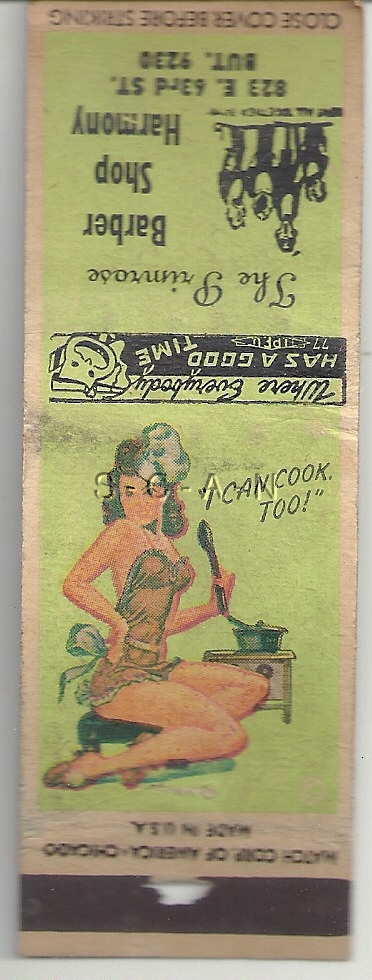 CLOSE COVER BEFORE STRIKING
BUT. 9230
823 E. 63rd ST.
The Primrose
Barber
Shop
Harmony
Where Everybody
HAS A GOOD
TIME
"I CAN COOK,
TOO!"
SCAN
MADE IN U.S.A.
MATCH CORP. OF AMERICA-CHICAGO